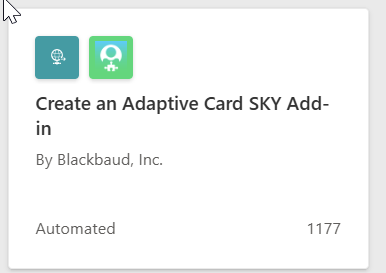 Create an Adaptive Card SKY Add-
in
By Blackbaud, Inc.
Automated 1177